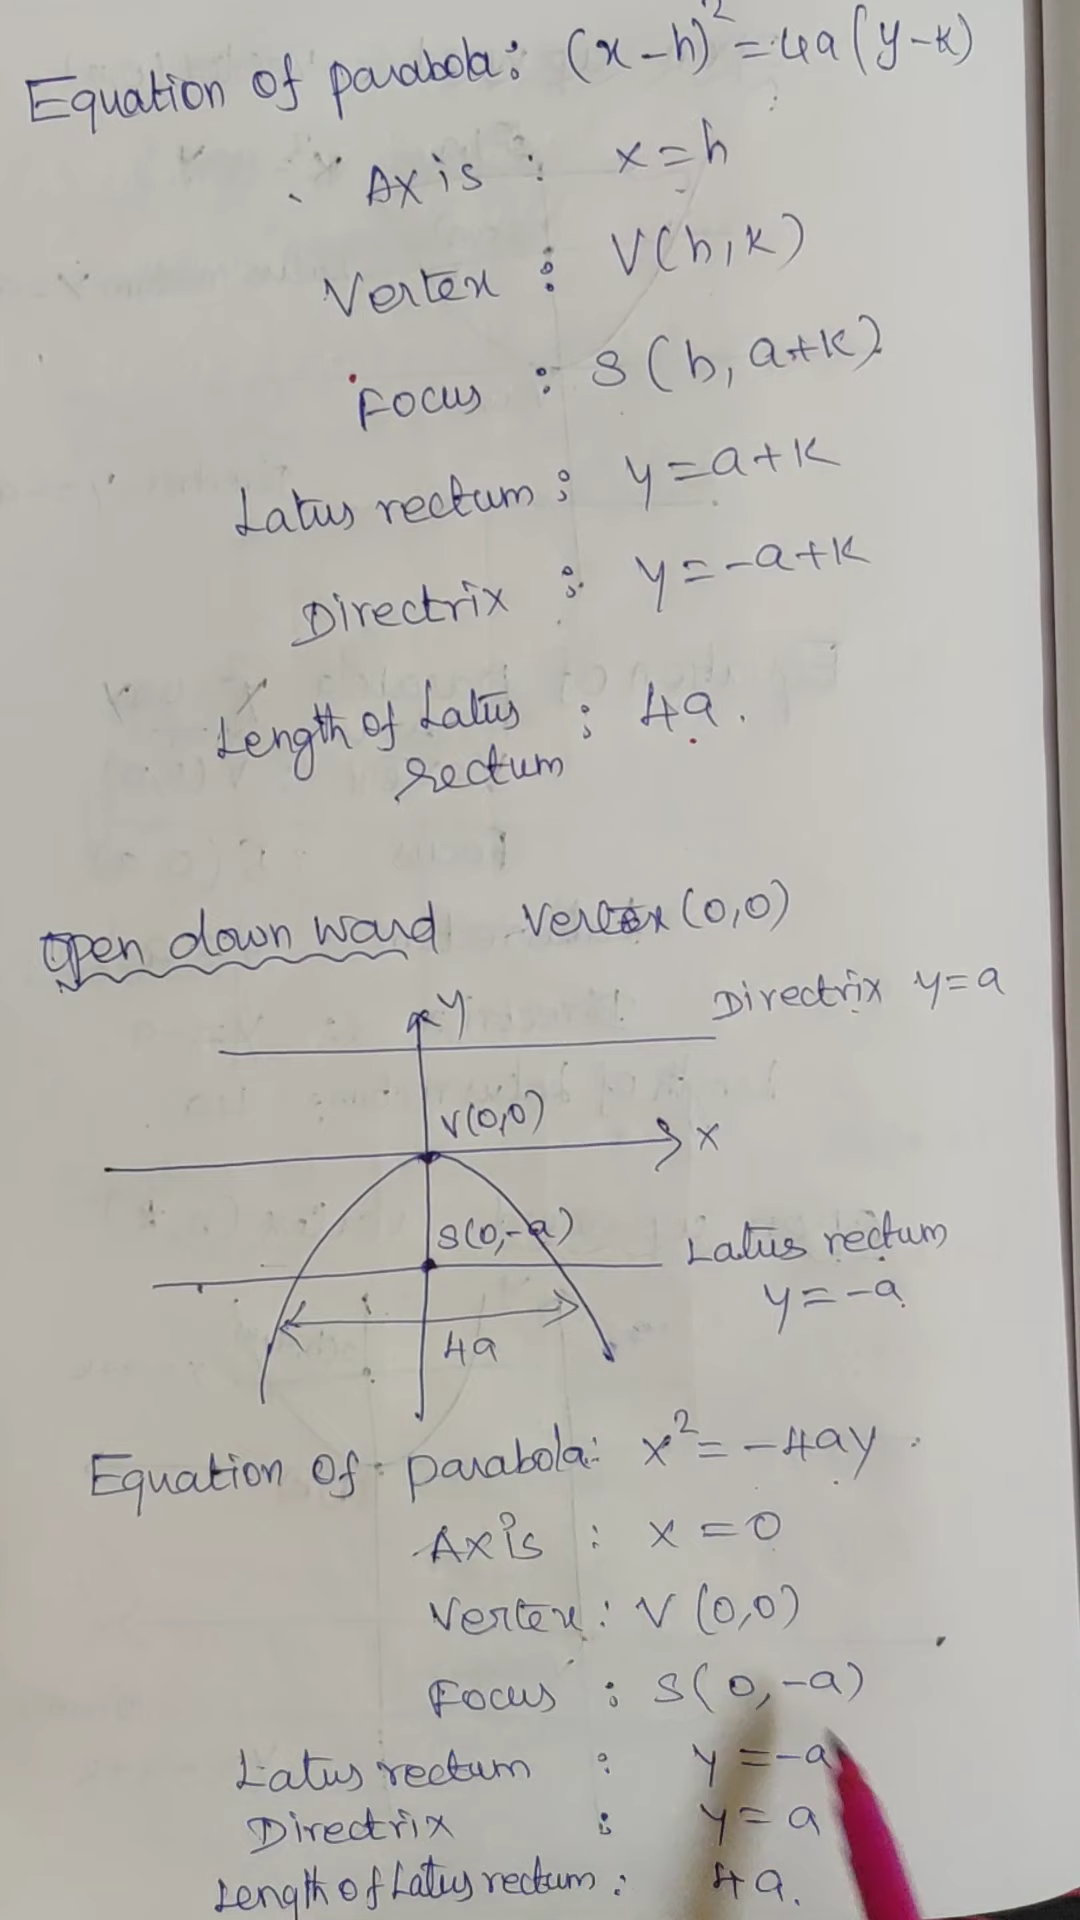 Equation of parabola: (x-h)² = 4a(y-k)
Axis : x=h
Vertex : V(h,k)
Focus : S(h, a+k)
Latus rectum : y=a+k
Directrix : y=-a+k
Length of Latus : 4a.
rectum
Open down ward Vertex (0,0)
Directrix y=a
y
V(0,0)
x
S(0,-a)
Latus rectum
y=-a
4a
Equation of parabola: x²=-4ay
Axis : x=0
Vertex : V(0,0)
Focus : S(0,-a)
Latus rectum : y=-a
Directrix : y=a
Length of Latus rectum : 4a.